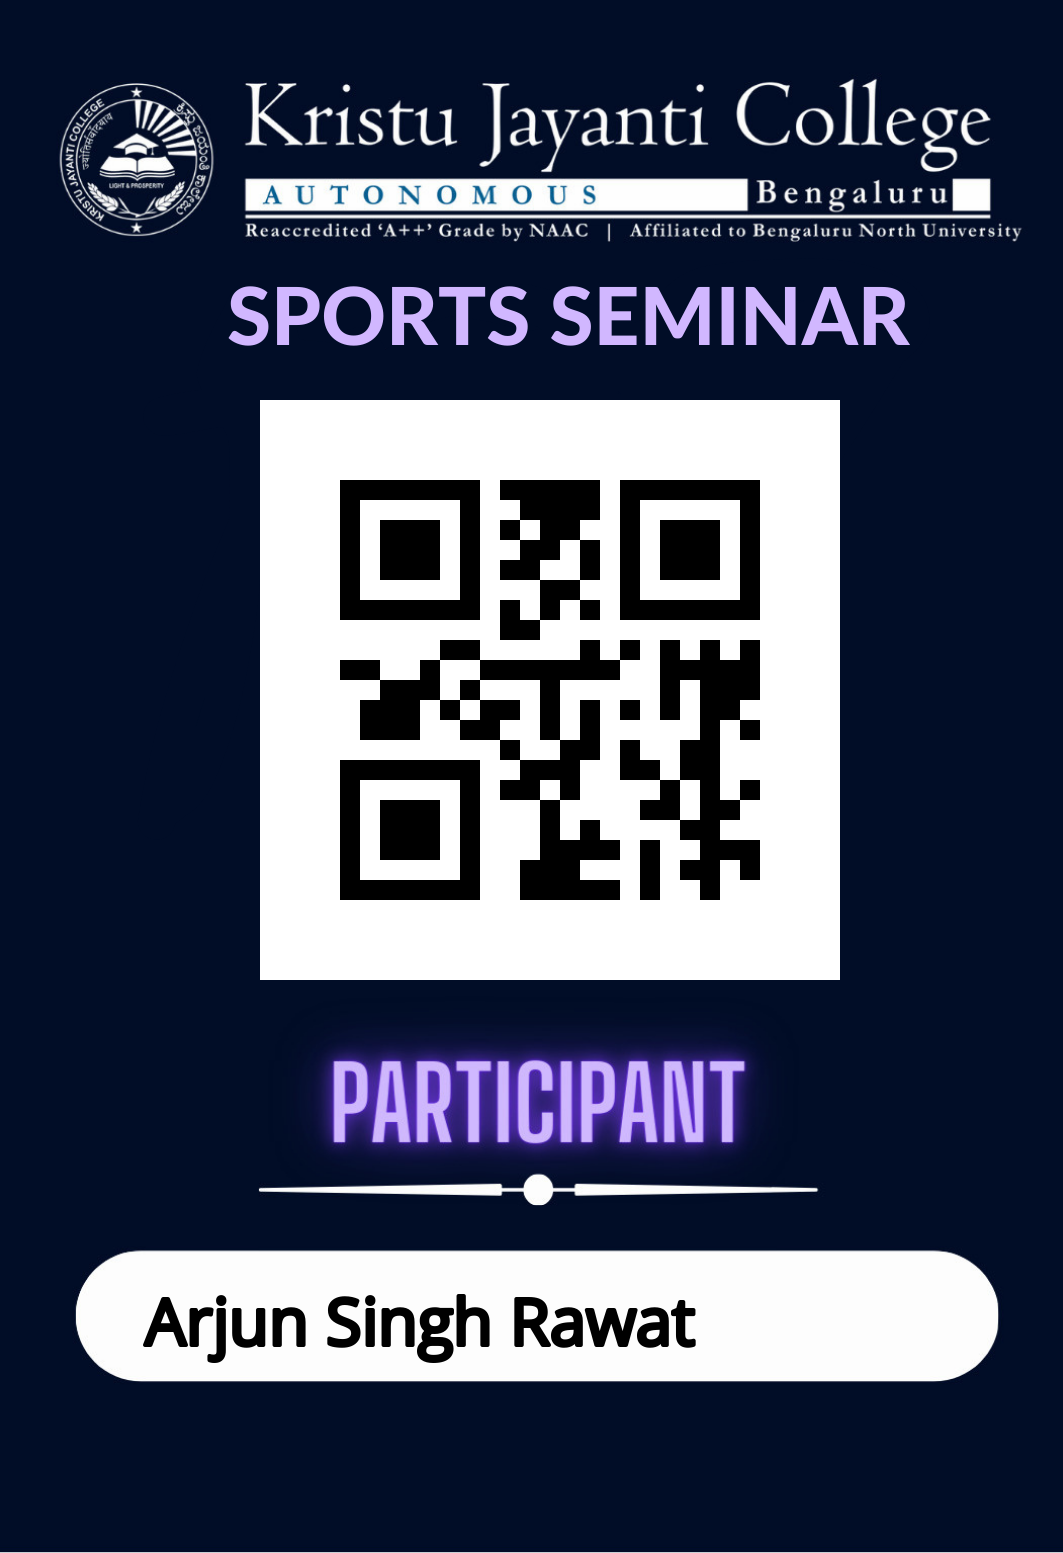 KRISTU JAYANTI COLLEGE
ಕ್ರಿಸ್ತು ಜಯಂತಿ ಕಾಲೇಜು
LIGHT & PROSPERITY
Kristu Jayanti College
AUTONOMOUS Bengaluru
Reaccredited ‘A++’ Grade by NAAC | Affiliated to Bengaluru North University
SPORTS SEMINAR
PARTICIPANT
Arjun Singh Rawat